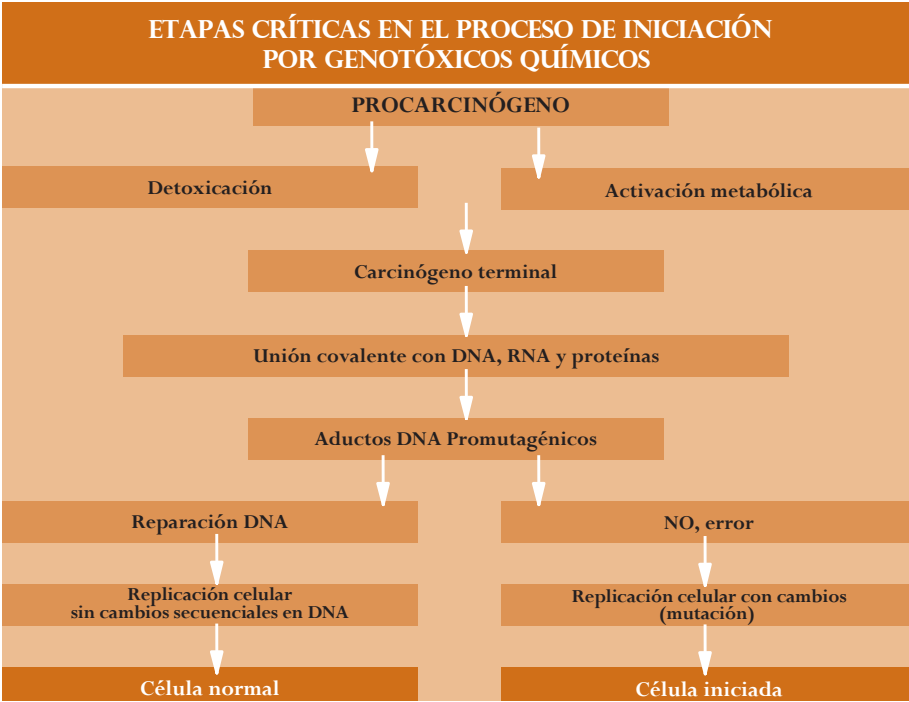 ETAPAS CRÍTICAS EN EL PROCESO DE INICIACIÓN
POR GENOTÓXICOS QUÍMICOS
PROCARCINÓGENO
Detoxicación
Activación metabólica
Carcinógeno terminal
Unión covalente con DNA, RNA y proteínas
Aductos DNA Promutagénicos
Reparación DNA
NO, error
Replicación celular
sin cambios secuenciales en DNA
Replicación celular con cambios
(mutación)
Célula normal
Célula iniciada